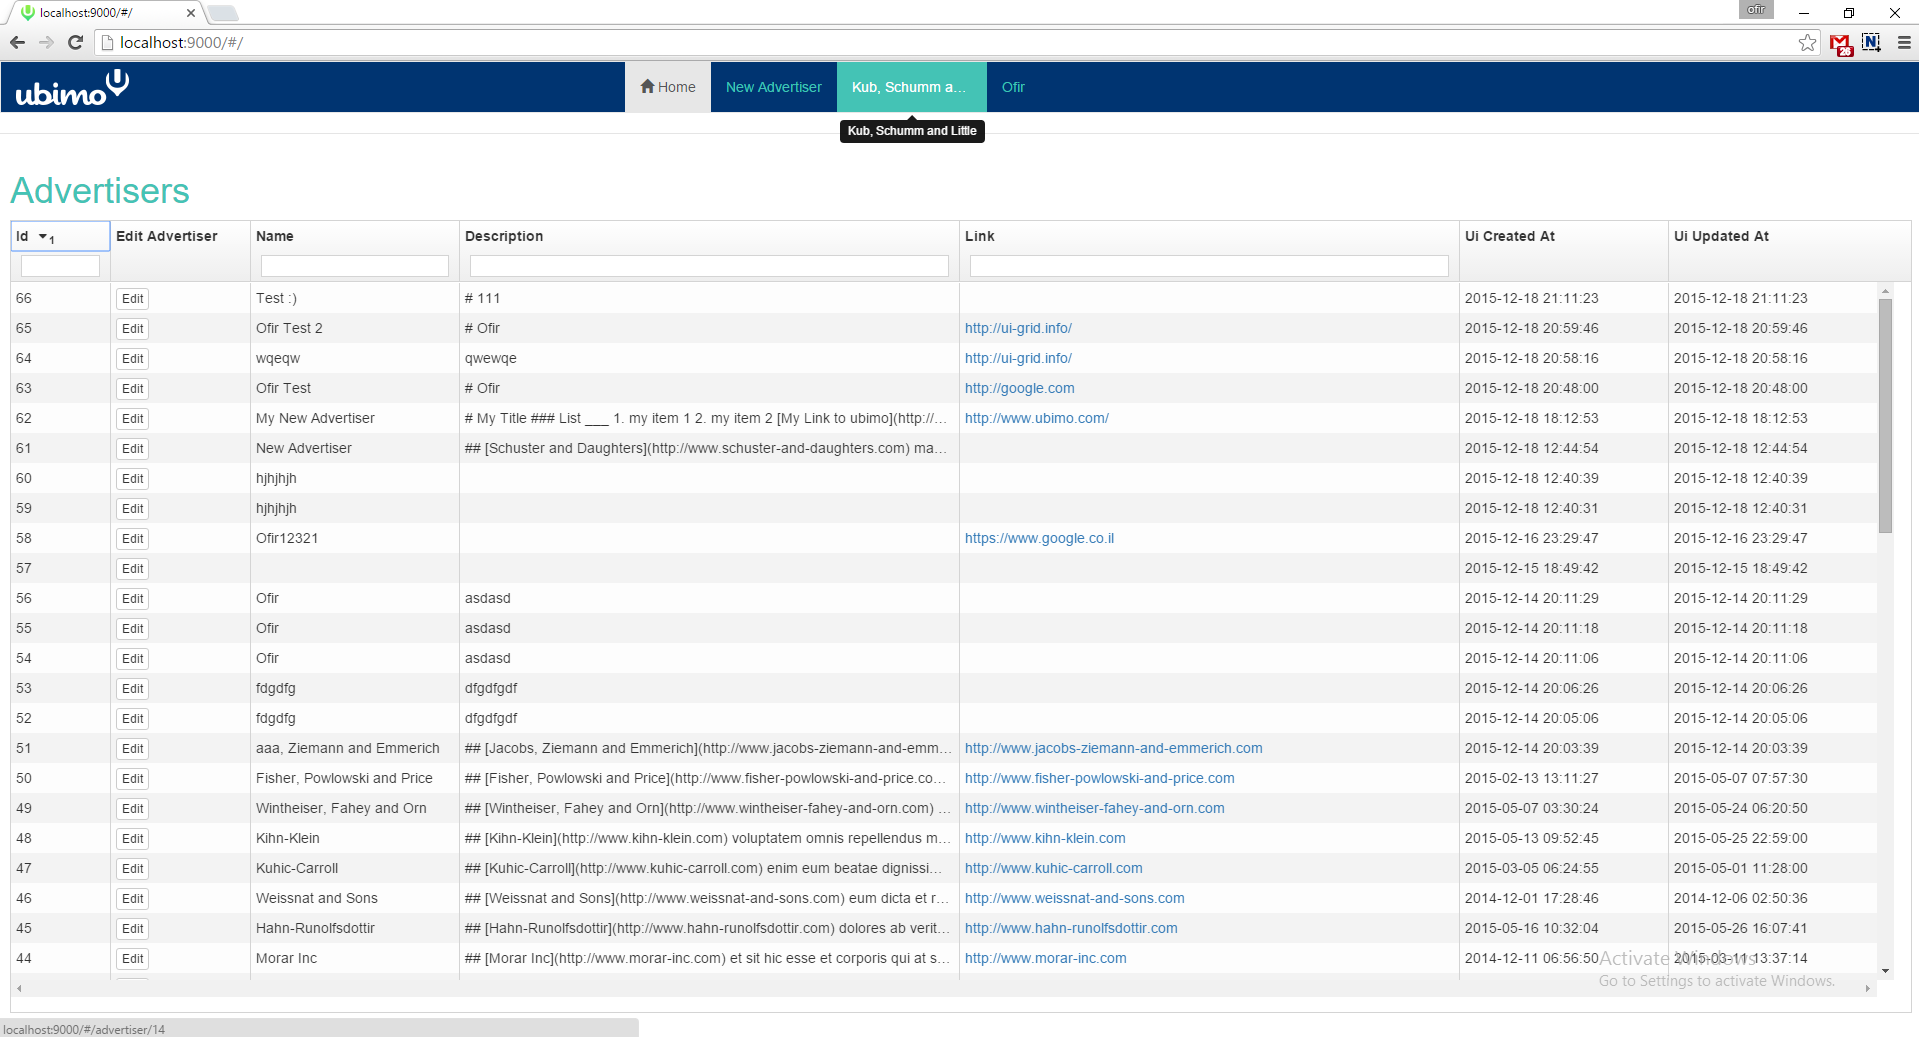 localhost:9000/#/
ofir
localhost:9000/#/
26
N
ubimo
Home New Advertiser Kub, Schumm a... Ofir
Kub, Schumm and Little
Advertisers
Id 1 Edit Advertiser Name Description Link Ui Created At Ui Updated At
66 Edit Test :) # 111 2015-12-18 21:11:23 2015-12-18 21:11:23
65 Edit Ofir Test 2 # Ofir http://ui-grid.info/ 2015-12-18 20:59:46 2015-12-18 20:59:46
64 Edit wqeqw qwewqe http://ui-grid.info/ 2015-12-18 20:58:16 2015-12-18 20:58:16
63 Edit Ofir Test # Ofir http://google.com 2015-12-18 20:48:00 2015-12-18 20:48:00
62 Edit My New Advertiser # My Title ### List ___ 1. my item 1 2. my item 2 [My Link to ubimo](http://... http://www.ubimo.com/ 2015-12-18 18:12:53 2015-12-18 18:12:53
61 Edit New Advertiser ## [Schuster and Daughters](http://www.schuster-and-daughters.com) ma... 2015-12-18 12:44:54 2015-12-18 12:44:54
60 Edit hjhjhjh 2015-12-18 12:40:39 2015-12-18 12:40:39
59 Edit hjhjhjh 2015-12-18 12:40:31 2015-12-18 12:40:31
58 Edit Ofir12321 https://www.google.co.il 2015-12-16 23:29:47 2015-12-16 23:29:47
57 Edit 2015-12-15 18:49:42 2015-12-15 18:49:42
56 Edit Ofir asdasd 2015-12-14 20:11:29 2015-12-14 20:11:29
55 Edit Ofir asdasd 2015-12-14 20:11:18 2015-12-14 20:11:18
54 Edit Ofir asdasd 2015-12-14 20:11:06 2015-12-14 20:11:06
53 Edit fdgdfg dfgdfgdf 2015-12-14 20:06:26 2015-12-14 20:06:26
52 Edit fdgdfg dfgdfgdf 2015-12-14 20:05:06 2015-12-14 20:05:06
51 Edit aaa, Ziemann and Emmerich ## [Jacobs, Ziemann and Emmerich](http://www.jacobs-ziemann-and-emm... http://www.jacobs-ziemann-and-emmerich.com 2015-12-14 20:03:39 2015-12-14 20:03:39
50 Edit Fisher, Powlowski and Price ## [Fisher, Powlowski and Price](http://www.fisher-powlowski-and-price.co... http://www.fisher-powlowski-and-price.com 2015-02-13 13:11:27 2015-05-07 07:57:30
49 Edit Wintheiser, Fahey and Orn ## [Wintheiser, Fahey and Orn](http://www.wintheiser-fahey-and-orn.com) ... http://www.wintheiser-fahey-and-orn.com 2015-05-07 03:30:24 2015-05-24 06:20:50
48 Edit Kihn-Klein ## [Kihn-Klein](http://www.kihn-klein.com) voluptatem omnis repellendus m... http://www.kihn-klein.com 2015-05-13 09:52:45 2015-05-25 22:59:00
47 Edit Kuhic-Carroll ## [Kuhic-Carroll](http://www.kuhic-carroll.com) enim eum beatae dignissi... http://www.kuhic-carroll.com 2015-03-05 06:24:55 2015-05-01 11:28:00
46 Edit Weissnat and Sons ## [Weissnat and Sons](http://www.weissnat-and-sons.com) eum dicta et r... http://www.weissnat-and-sons.com 2014-12-01 17:28:46 2014-12-06 02:50:36
45 Edit Hahn-Runolfsdottir ## [Hahn-Runolfsdottir](http://www.hahn-runolfsdottir.com) dolores ab verit... http://www.hahn-runolfsdottir.com 2015-05-16 10:32:04 2015-05-26 16:07:41
44 Edit Morar Inc ## [Morar Inc](http://www.morar-inc.com) et sit hic esse et corporis qui at s... http://www.morar-inc.com 2014-12-11 06:56:50 2015-03-11 13:37:14
Activate Windows
Go to Settings to activate Windows.
localhost:9000/#/advertiser/14